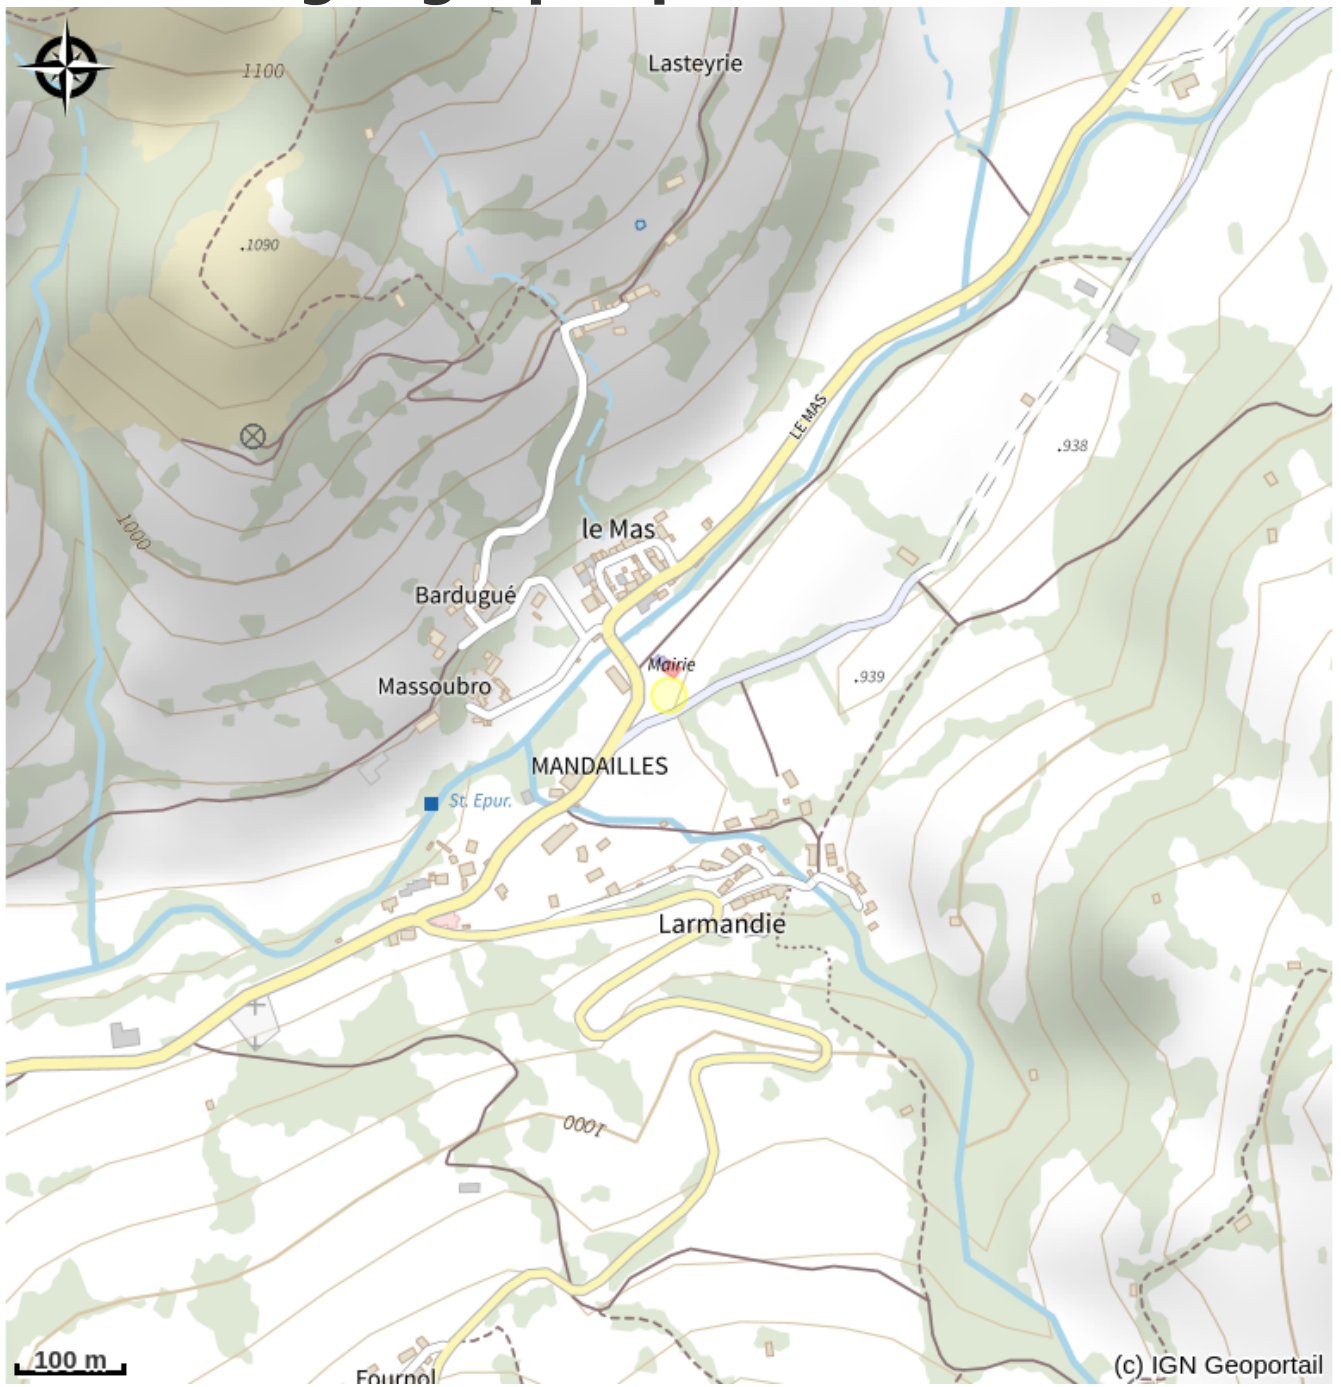 Lasteyrie
1100
.1090
LE MAS
.938
1000
le Mas
Bardugué
Mairie
.939
Massoubro
MANDAILLES
St. Epur.
Larmandie
1000
100 m
Fournol
(c) IGN Geoportail